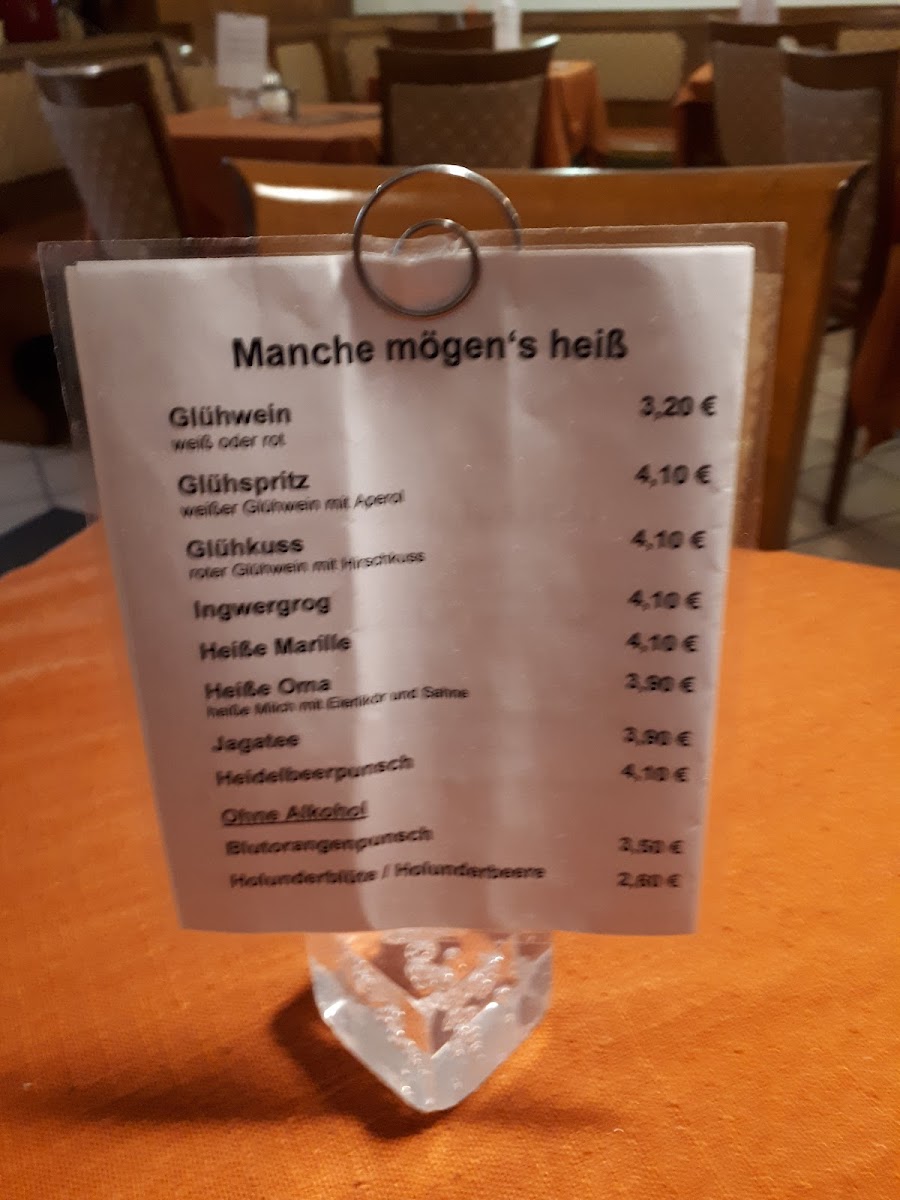 Manche mögen‘s heiß
Glühwein 3,20 €
weiß oder rot
Glühspritz 4,10 €
weißer Glühwein mit Aperol
Glühkuss 4,10 €
roter Glühwein mit Hirschkuss
Ingwergrog 4,10 €
Heiße Marille 4,10 €
Heiße Oma 3,90 €
heiße Milch mit Eierlikör und Sahne
Jagatee 3,90 €
Heidelbeerpunsch 4,10 €
Ohne Alkohol
Blutorangenpunsch 3,50 €
Holunderblüte / Holunderbeere 2,60 €